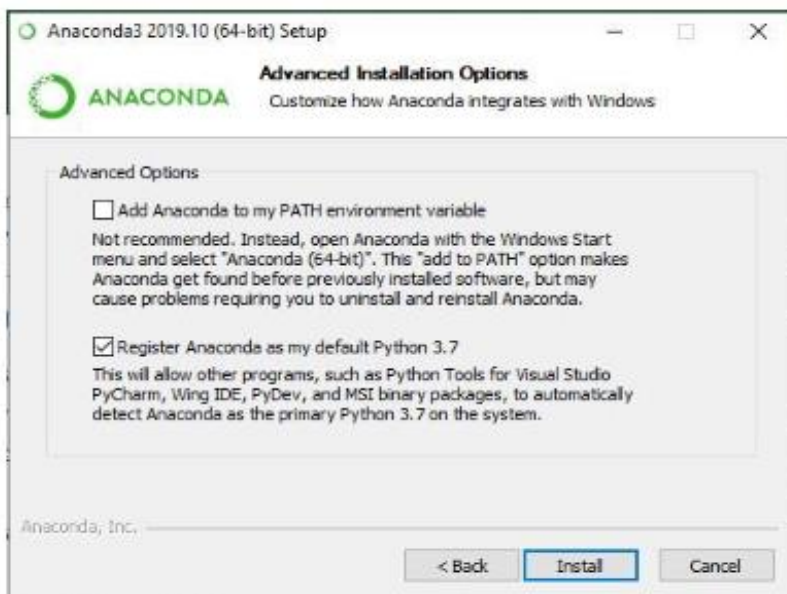 Anaconda3 2019.10 (64-bit) Setup
ANACONDA
Advanced Installation Options
Customize how Anaconda integrates with Windows
Advanced Options
Add Anaconda to my PATH environment variable
Not recommended. Instead, open Anaconda with the Windows Start
menu and select "Anaconda (64-bit)". This "add to PATH" option makes
Anaconda get found before previously installed software, but may
cause problems requiring you to uninstall and reinstall Anaconda.
Register Anaconda as my default Python 3.7
This will allow other programs, such as Python Tools for Visual Studio
PyCharm, Wing IDE, PyDev, and MSI binary packages, to automatically
detect Anaconda as the primary Python 3.7 on the system.
Anaconda, Inc.
< Back
Install
Cancel